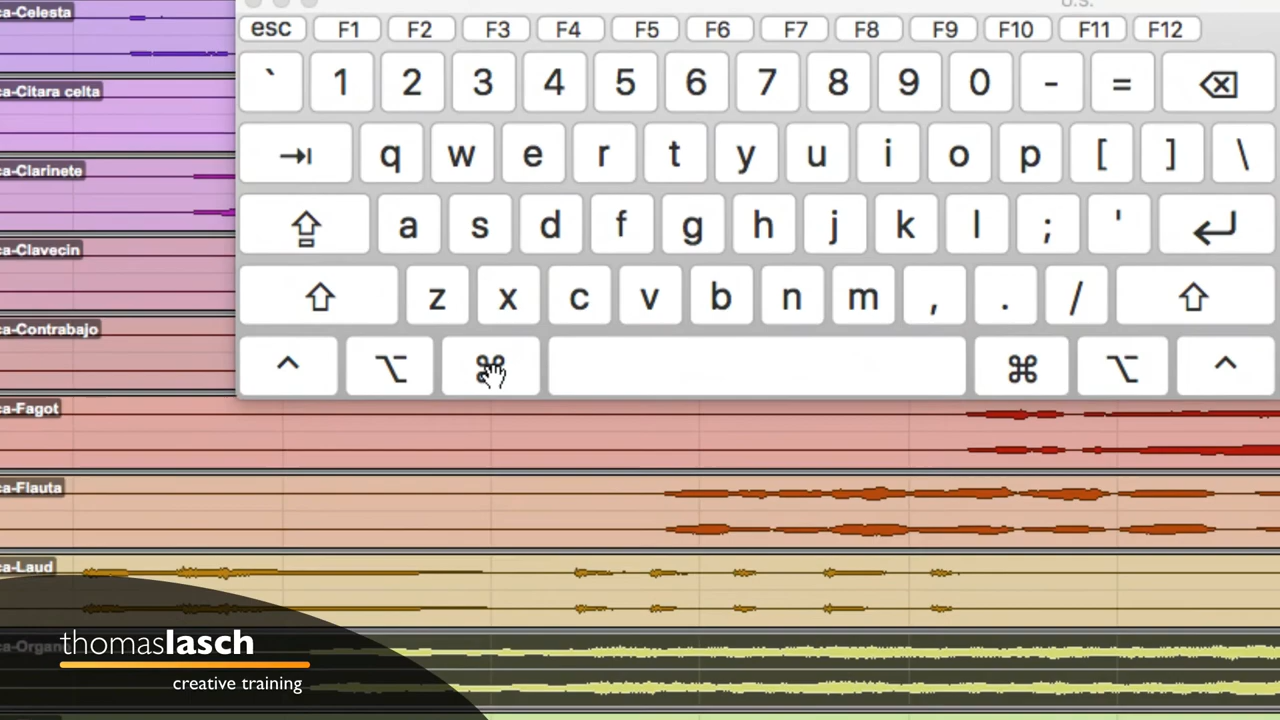 ca-Celesta
ca-Citara celta
ca-Clarinete
ca-Clavecin
ca-Contrabajo
ca-Fagot
ca-Flauta
ca-Laud
ca-Organ
U.S.
esc F1 F2 F3 F4 F5 F6 F7 F8 F9 F10 F11 F12
` 1 2 3 4 5 6 7 8 9 0 - =
q w e r t y u i o p [ ] \
a s d f g h j k l ; '
z x c v b n m , . /
^ ⌥ ⌘ ⌘ ⌥ ^
thomaslasch
creative training